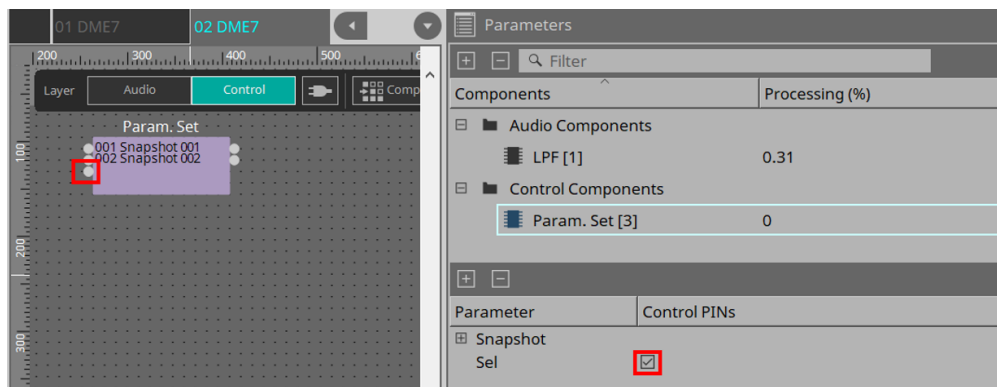 01 DME7
02 DME7
200
300
400
500
Layer
Audio
Control
Comp
100
200
300
Param. Set
001 Snapshot 001
002 Snapshot 002
Parameters
Filter
Components
Processing (%)
Audio Components
LPF [1]
0.31
Control Components
Param. Set [3]
0
Parameter
Control PINs
Snapshot
Sel